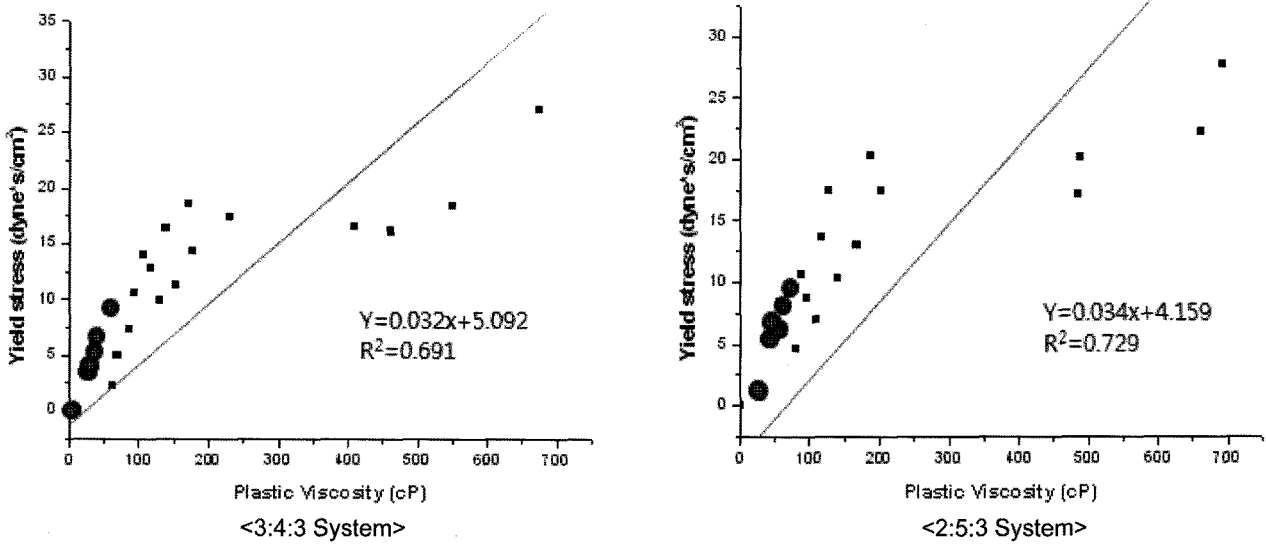 35
30
25
20
15
10
5
0
Yield stress (dyne*s/cm²)
Y=0.032x+5.092
R²=0.691
0 100 200 300 400 500 600 700
Plastic Viscosity (cP)
<3:4:3 System>
30
25
20
15
10
5
0
Yield stress (dyne*s/cm²)
Y=0.034x+4.159
R²=0.729
0 100 200 300 400 500 600 700
Plastic Viscosity (cP)
<2:5:3 System>